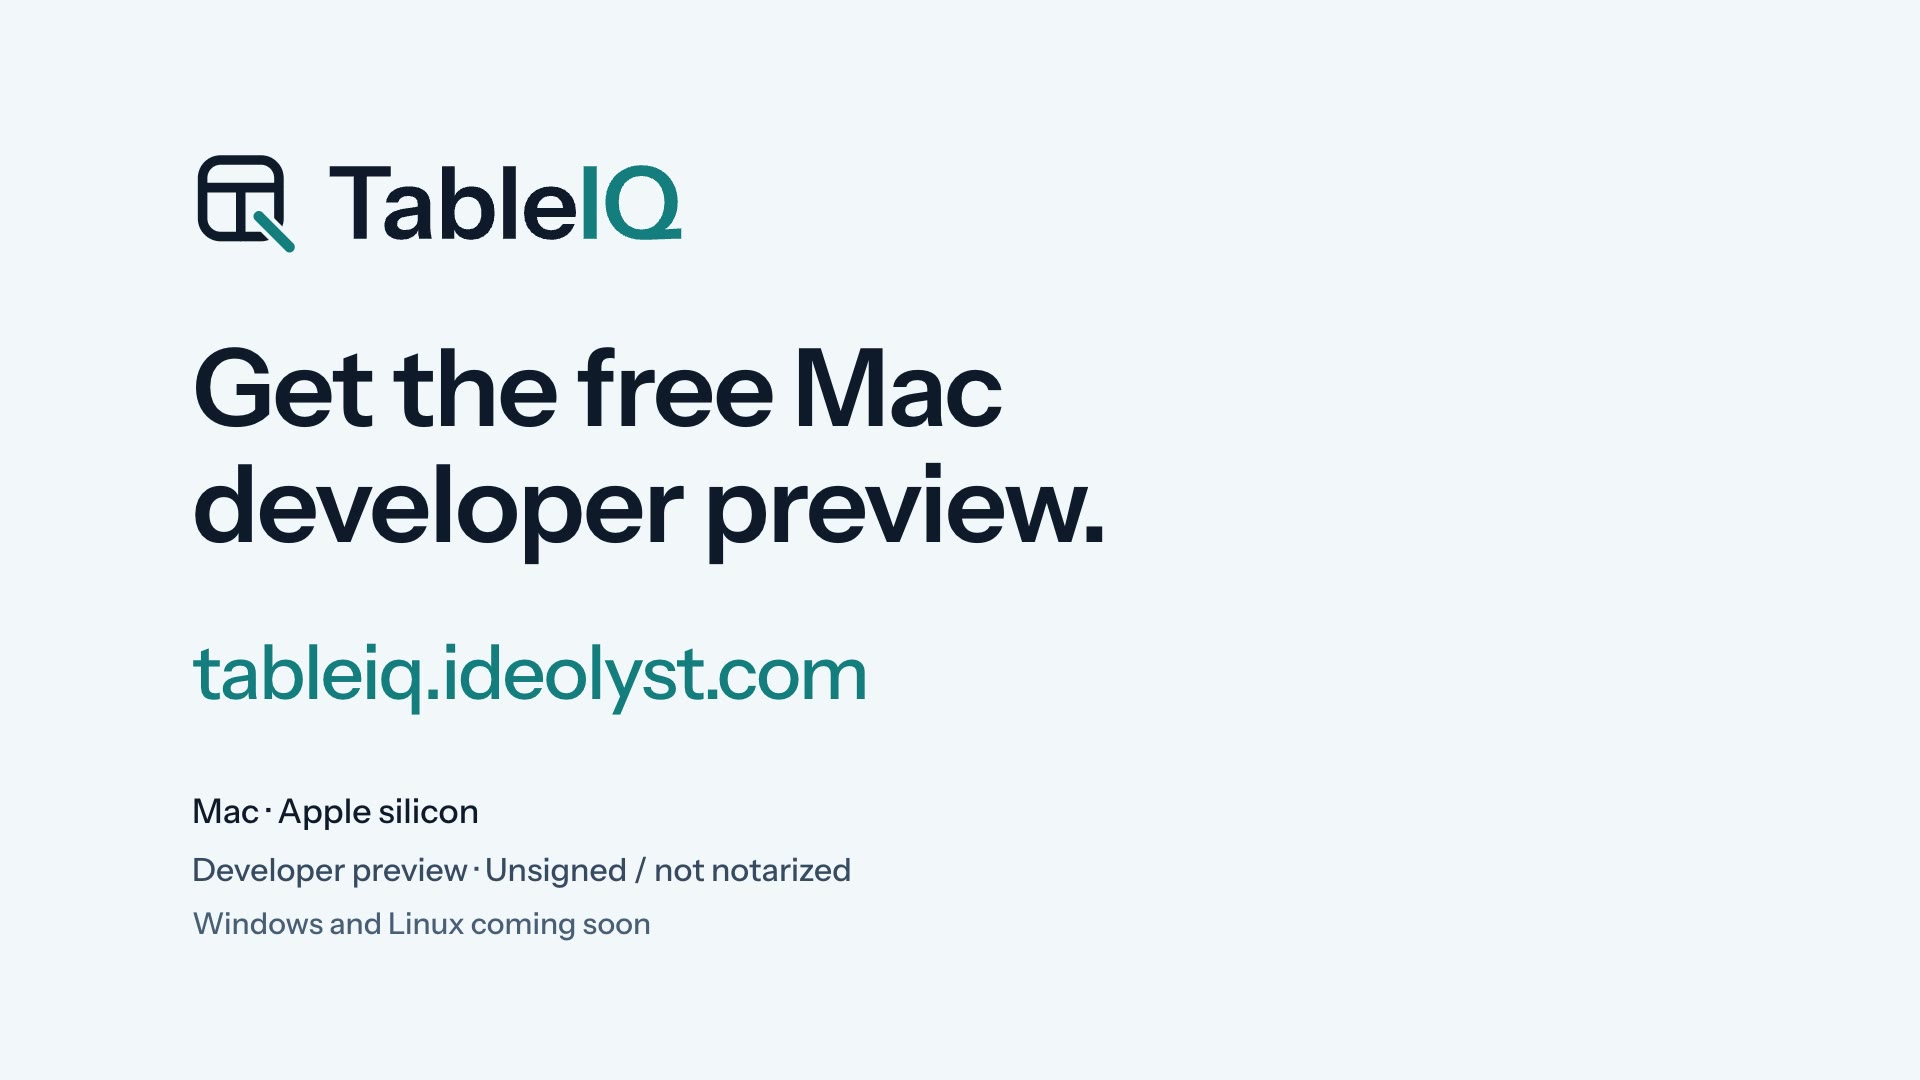 TableIQ
Get the free Mac
developer preview.
tableiq.ideolyst.com
Mac · Apple silicon
Developer preview · Unsigned / not notarized
Windows and Linux coming soon